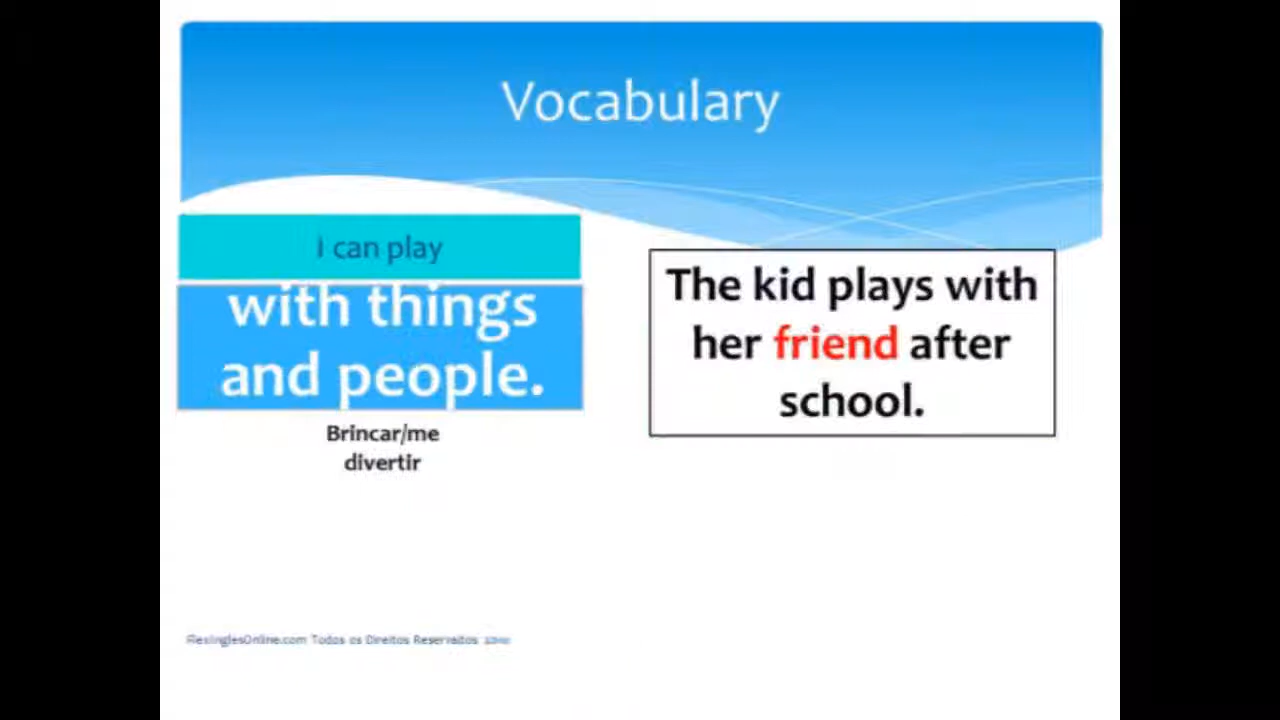 Vocabulary
I can play
with things
and people.
Brincar/me
divertir
The kid plays with
her friend after
school.
Todos os Direitos Reservados